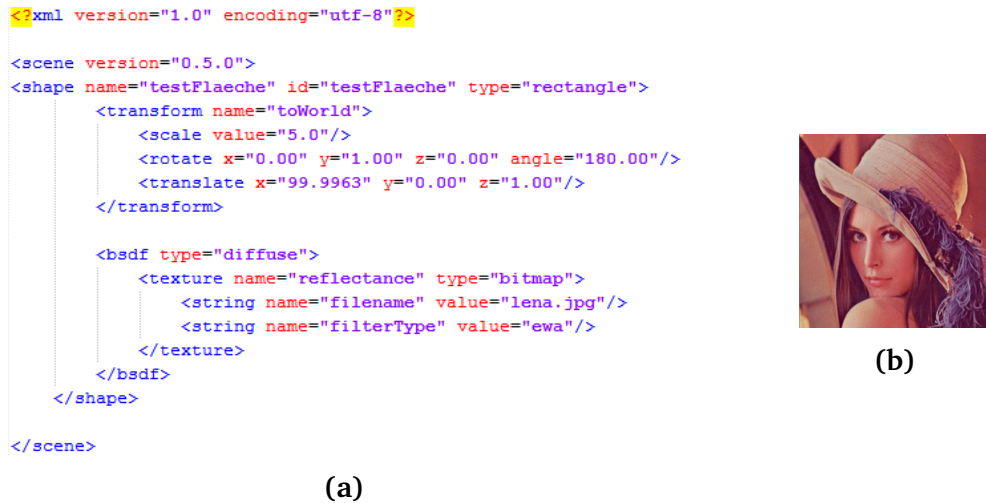 <?xml version="1.0" encoding="utf-8"?>
<scene version="0.5.0">
<shape name="testFlaeche" id="testFlaeche" type="rectangle">
<transform name="toWorld">
<scale value="5.0"/>
<rotate x="0.00" y="1.00" z="0.00" angle="180.00"/>
<translate x="99.9963" y="0.00" z="1.00"/>
</transform>
<bsdf type="diffuse">
<texture name="reflectance" type="bitmap">
<string name="filename" value="lena.jpg"/>
<string name="filterType" value="ewa"/>
</texture>
</bsdf>
</shape>
</scene>
(a)
(b)